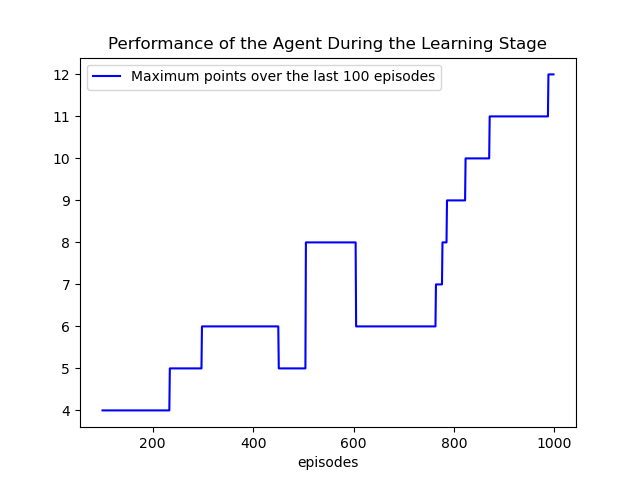 Performance of the Agent During the Learning Stage
Maximum points over the last 100 episodes
12
11
10
9
8
7
6
5
4
200 400 600 800 1000
episodes